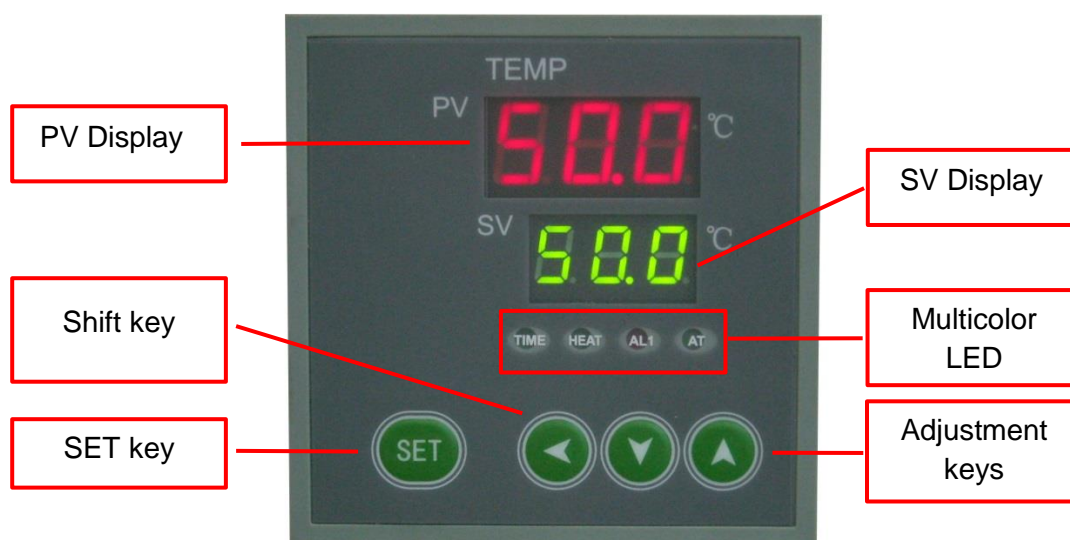 TEMP
PV
50.0
℃
PV Display
SV Display
SV
50.0
℃
Shift key
TIME HEAT AL1 AT
Multicolor
LED
SET key
SET
Adjustment
keys